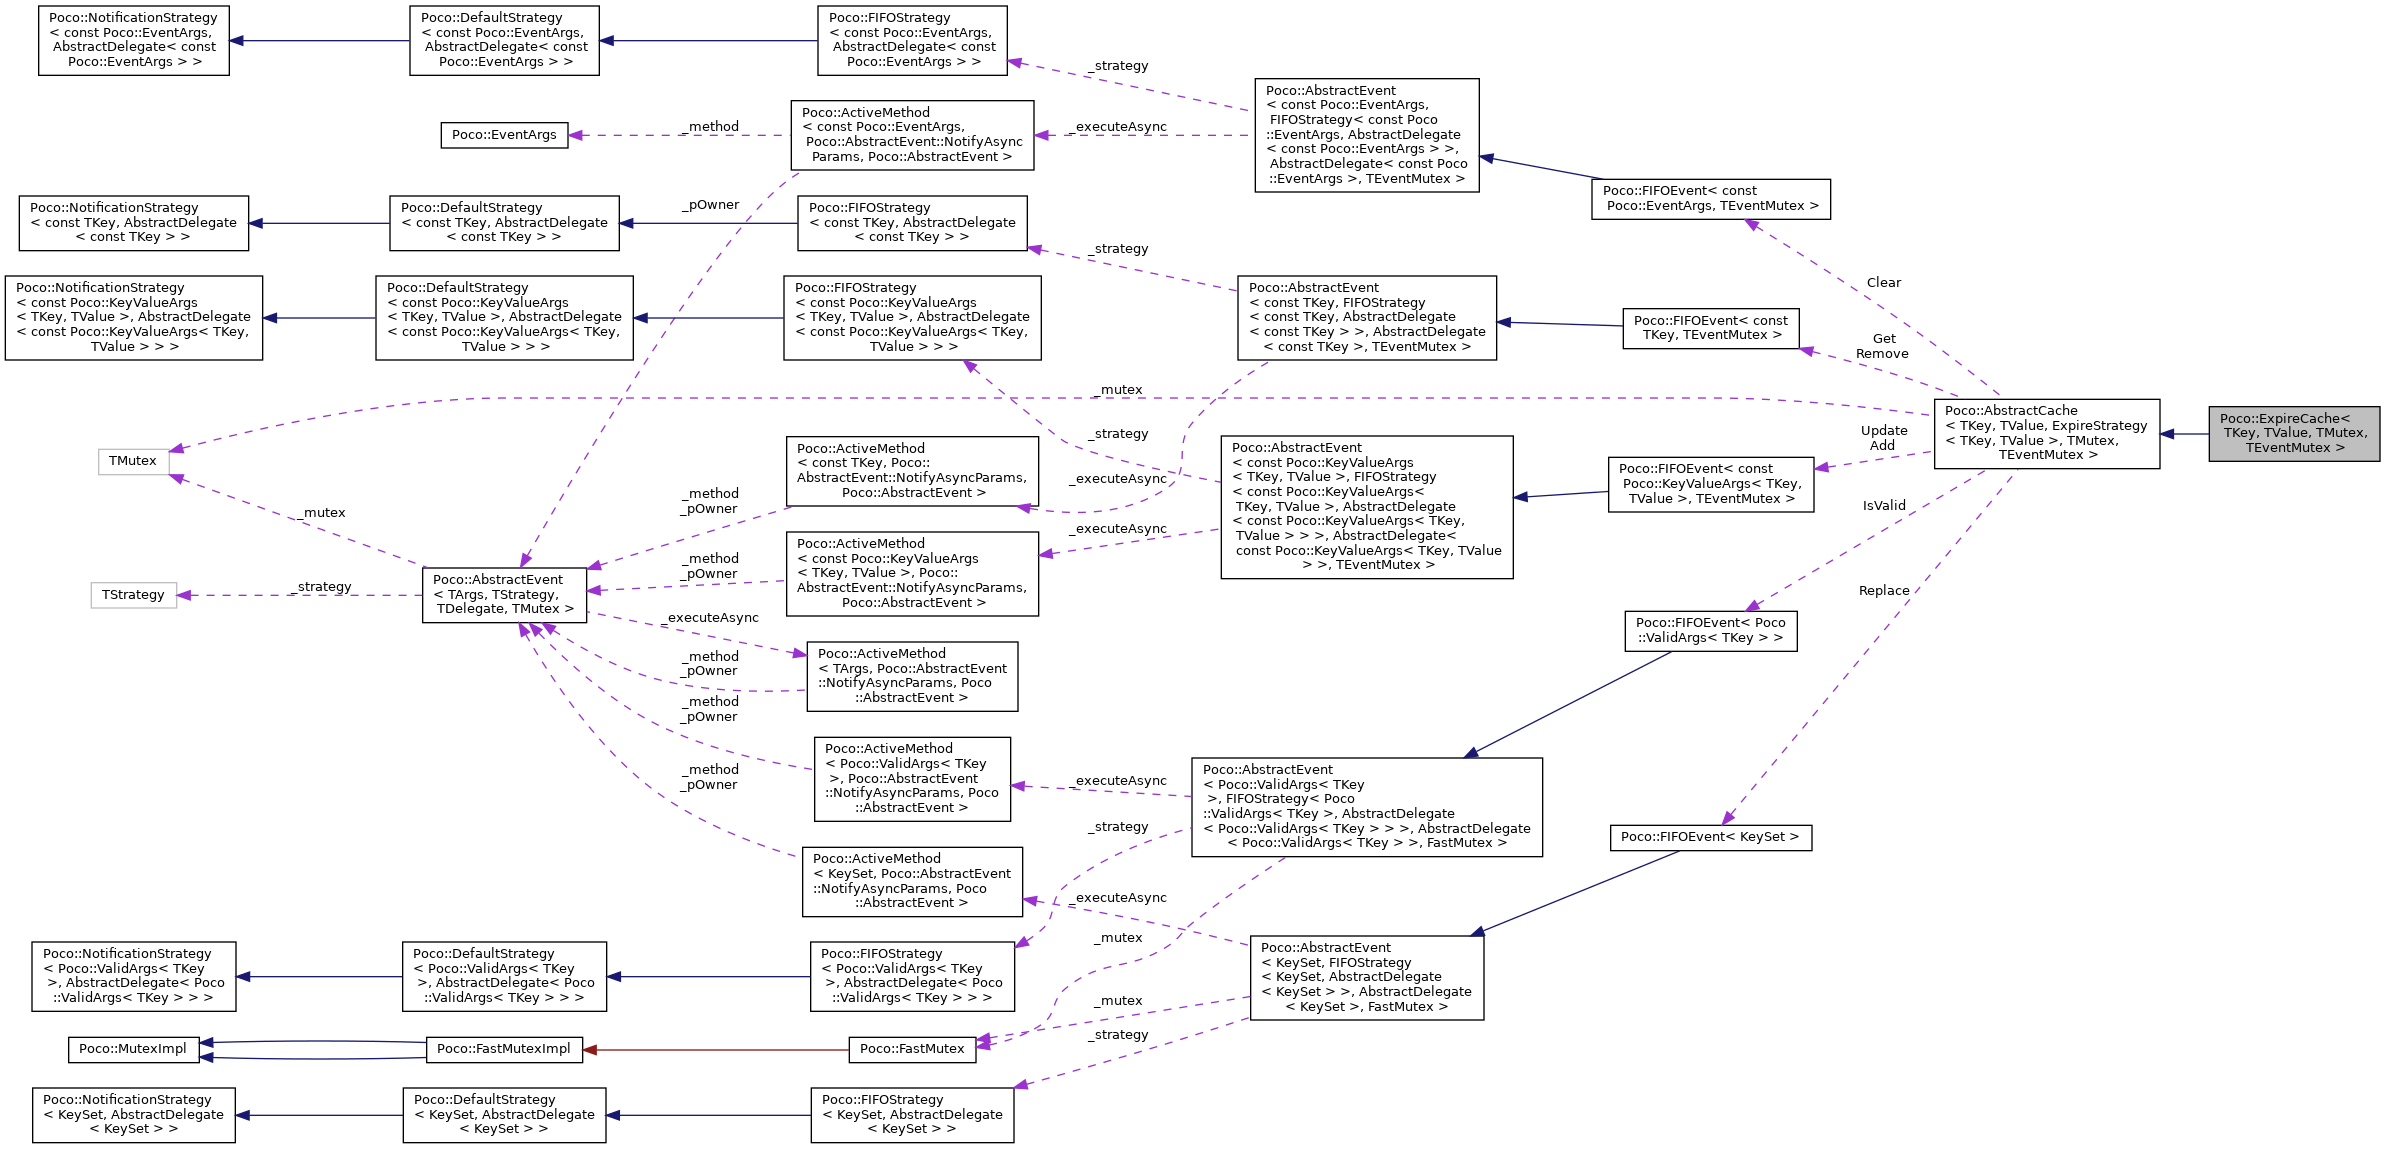 Poco::NotificationStrategy
< const Poco::EventArgs,
AbstractDelegate< const
Poco::EventArgs > >
Poco::DefaultStrategy
< const Poco::EventArgs,
AbstractDelegate< const
Poco::EventArgs > >
Poco::FIFOStrategy
< const Poco::EventArgs,
AbstractDelegate< const
Poco::EventArgs > >
_strategy
Poco::AbstractEvent
< const Poco::EventArgs,
FIFOStrategy< const Poco
::EventArgs, AbstractDelegate
< const Poco::EventArgs > >,
AbstractDelegate< const Poco
::EventArgs >, TEventMutex >
Poco::EventArgs
_method
Poco::ActiveMethod
< const Poco::EventArgs,
Poco::AbstractEvent::NotifyAsync
Params, Poco::AbstractEvent >
_executeAsync
Poco::FIFOEvent< const
Poco::EventArgs, TEventMutex >
Poco::NotificationStrategy
< const TKey, AbstractDelegate
< const TKey > >
Poco::DefaultStrategy
< const TKey, AbstractDelegate
< const TKey > >
_pOwner
Poco::FIFOStrategy
< const TKey, AbstractDelegate
< const TKey > >
_strategy
Poco::AbstractEvent
< const TKey, FIFOStrategy
< const TKey, AbstractDelegate
< const TKey > >, AbstractDelegate
< const TKey >, TEventMutex >
Clear
Poco::FIFOEvent< const
TKey, TEventMutex >
Get
Remove
Poco::NotificationStrategy
< const Poco::KeyValueArgs
< TKey, TValue >, AbstractDelegate
< const Poco::KeyValueArgs< TKey,
TValue > > >
Poco::DefaultStrategy
< const Poco::KeyValueArgs
< TKey, TValue >, AbstractDelegate
< const Poco::KeyValueArgs< TKey,
TValue > > >
Poco::FIFOStrategy
< const Poco::KeyValueArgs
< TKey, TValue >, AbstractDelegate
< const Poco::KeyValueArgs< TKey,
TValue > > >
_mutex
Poco::AbstractCache
< TKey, TValue, ExpireStrategy
< TKey, TValue >, TMutex,
TEventMutex >
Poco::ExpireCache<
TKey, TValue, TMutex,
TEventMutex >
TMutex
Poco::ActiveMethod
< const TKey, Poco::
AbstractEvent::NotifyAsyncParams,
Poco::AbstractEvent >
_strategy
_executeAsync
Poco::AbstractEvent
< const Poco::KeyValueArgs
< TKey, TValue >, FIFOStrategy
< const Poco::KeyValueArgs<
TKey, TValue >, AbstractDelegate
< const Poco::KeyValueArgs< TKey,
TValue > > >, AbstractDelegate<
const Poco::KeyValueArgs< TKey, TValue
> >, TEventMutex >
Update
Add
Poco::FIFOEvent< const
Poco::KeyValueArgs< TKey,
TValue >, TEventMutex >
IsValid
_mutex
_method
_pOwner
_executeAsync
Poco::ActiveMethod
< const Poco::KeyValueArgs
< TKey, TValue >, Poco::
AbstractEvent::NotifyAsyncParams,
Poco::AbstractEvent >
_method
_pOwner
TStrategy
_strategy
Poco::AbstractEvent
< TArgs, TStrategy,
TDelegate, TMutex >
Replace
_executeAsync
Poco::ActiveMethod
< TArgs, Poco::AbstractEvent
::NotifyAsyncParams, Poco
::AbstractEvent >
_method
_pOwner
Poco::FIFOEvent< Poco
::ValidArgs< TKey > >
_method
_pOwner
Poco::ActiveMethod
< Poco::ValidArgs< TKey
>, Poco::AbstractEvent
::NotifyAsyncParams, Poco
::AbstractEvent >
_executeAsync
Poco::AbstractEvent
< Poco::ValidArgs< TKey
>, FIFOStrategy< Poco
::ValidArgs< TKey >, AbstractDelegate
< Poco::ValidArgs< TKey > > >, AbstractDelegate
< Poco::ValidArgs< TKey > >, FastMutex >
_method
_pOwner
_strategy
Poco::FIFOEvent< KeySet >
Poco::ActiveMethod
< KeySet, Poco::AbstractEvent
::NotifyAsyncParams, Poco
::AbstractEvent >
_executeAsync
_mutex
Poco::AbstractEvent
< KeySet, FIFOStrategy
< KeySet, AbstractDelegate
< KeySet > >, AbstractDelegate
< KeySet >, FastMutex >
Poco::NotificationStrategy
< Poco::ValidArgs< TKey
>, AbstractDelegate< Poco
::ValidArgs< TKey > > >
Poco::DefaultStrategy
< Poco::ValidArgs< TKey
>, AbstractDelegate< Poco
::ValidArgs< TKey > > >
Poco::FIFOStrategy
< Poco::ValidArgs< TKey
>, AbstractDelegate< Poco
::ValidArgs< TKey > > >
_mutex
_strategy
Poco::MutexImpl
Poco::FastMutexImpl
Poco::FastMutex
Poco::NotificationStrategy
< KeySet, AbstractDelegate
< KeySet > >
Poco::DefaultStrategy
< KeySet, AbstractDelegate
< KeySet > >
Poco::FIFOStrategy
< KeySet, AbstractDelegate
< KeySet > >